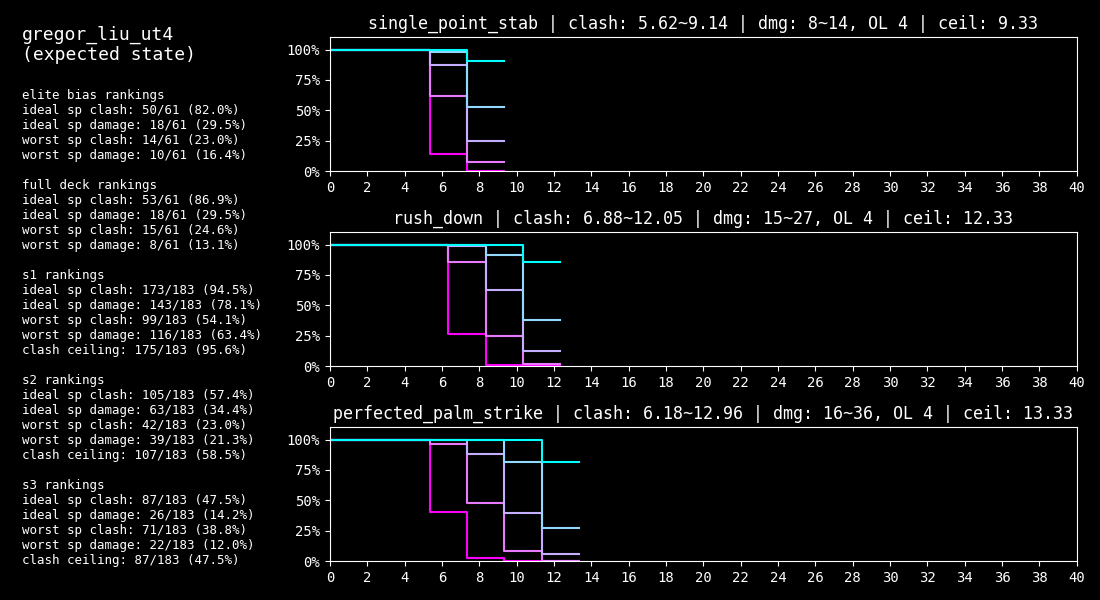 gregor_liu_ut4
(expected state)
elite bias rankings
ideal sp clash: 50/61 (82.0%)
ideal sp damage: 18/61 (29.5%)
worst sp clash: 14/61 (23.0%)
worst sp damage: 10/61 (16.4%)
full deck rankings
ideal sp clash: 53/61 (86.9%)
ideal sp damage: 18/61 (29.5%)
worst sp clash: 15/61 (24.6%)
worst sp damage: 8/61 (13.1%)
s1 rankings
ideal sp clash: 173/183 (94.5%)
ideal sp damage: 143/183 (78.1%)
worst sp clash: 99/183 (54.1%)
worst sp damage: 116/183 (63.4%)
clash ceiling: 175/183 (95.6%)
s2 rankings
ideal sp clash: 105/183 (57.4%)
ideal sp damage: 63/183 (34.4%)
worst sp clash: 42/183 (23.0%)
worst sp damage: 39/183 (21.3%)
clash ceiling: 107/183 (58.5%)
s3 rankings
ideal sp clash: 87/183 (47.5%)
ideal sp damage: 26/183 (14.2%)
worst sp clash: 71/183 (38.8%)
worst sp damage: 22/183 (12.0%)
clash ceiling: 87/183 (47.5%)
single_point_stab | clash: 5.62~9.14 | dmg: 8~14, OL 4 | ceil: 9.33
100%
75%
50%
25%
0%
0 2 4 6 8 10 12 14 16 18 20 22 24 26 28 30 32 34 36 38 40
rush_down | clash: 6.88~12.05 | dmg: 15~27, OL 4 | ceil: 12.33
100%
75%
50%
25%
0%
0 2 4 6 8 10 12 14 16 18 20 22 24 26 28 30 32 34 36 38 40
perfected_palm_strike | clash: 6.18~12.96 | dmg: 16~36, OL 4 | ceil: 13.33
100%
75%
50%
25%
0%
0 2 4 6 8 10 12 14 16 18 20 22 24 26 28 30 32 34 36 38 40